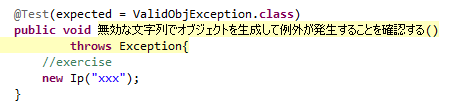 @Test(expected = ValidObjException.class)
public void 無効な文字列でオブジェクトを生成して例外が発生することを確認する()
        throws Exception{
    //exercise
    new Ip("xxx");
}